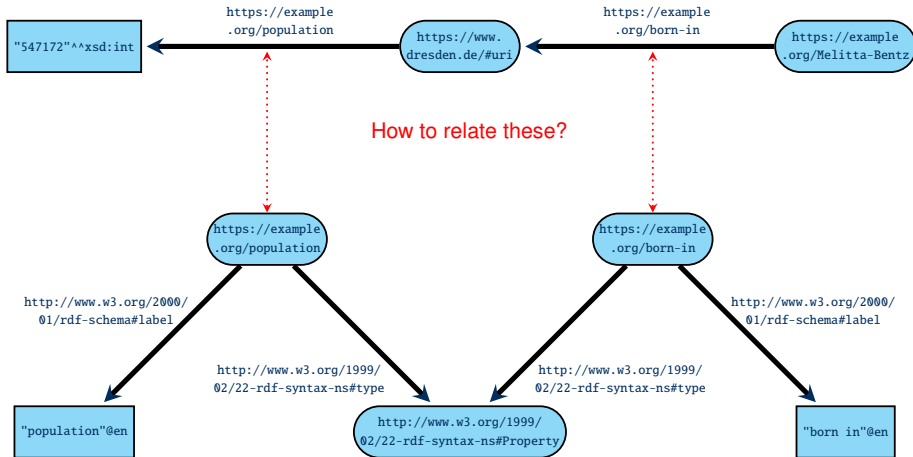 https://example
.org/population
https://example
.org/born-in
"547172"^^xsd:int
https://www.
dresden.de/#uri
https://example
.org/Melitta-Bentz
How to relate these?
https://example
.org/population
https://example
.org/born-in
http://www.w3.org/2000/
01/rdf-schema#label
http://www.w3.org/2000/
01/rdf-schema#label
http://www.w3.org/1999/
02/22-rdf-syntax-ns#type
http://www.w3.org/1999/
02/22-rdf-syntax-ns#type
"population"@en
http://www.w3.org/1999/
02/22-rdf-syntax-ns#Property
"born in"@en